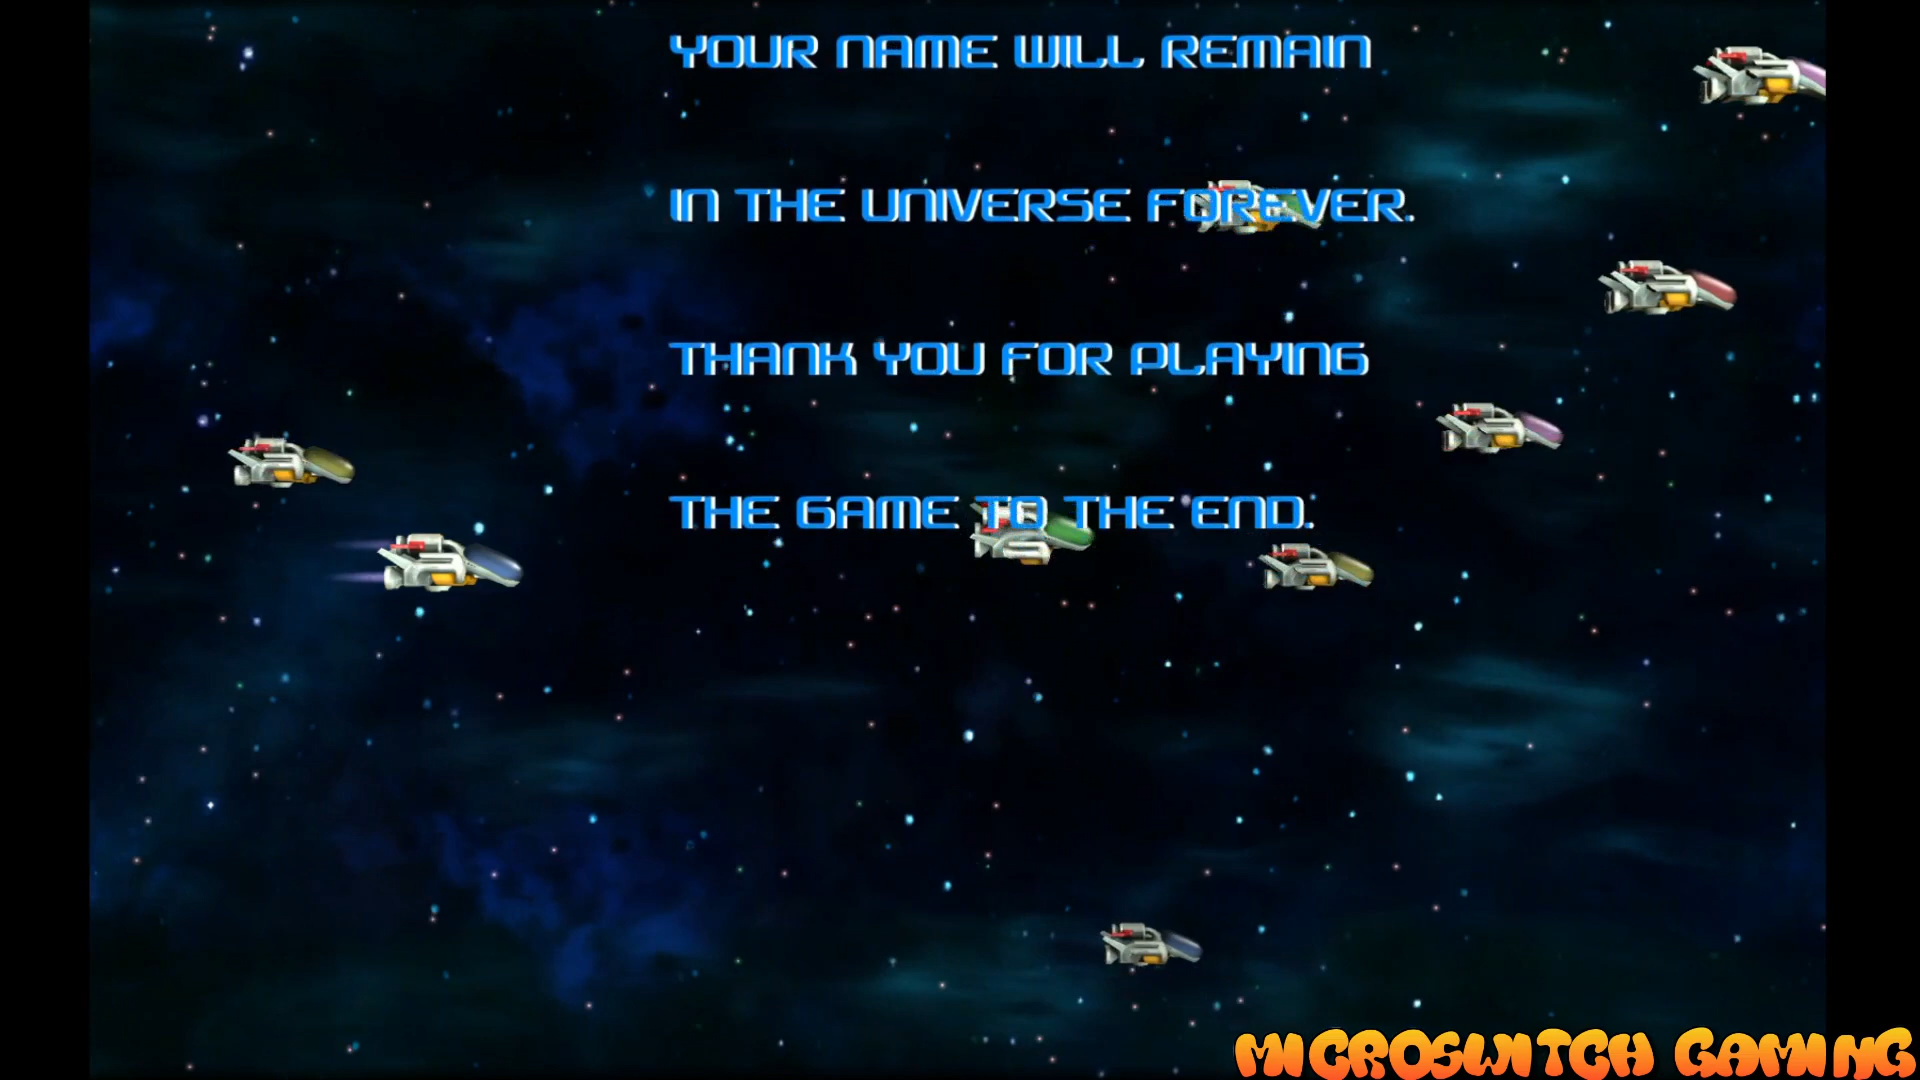 YOUR NAME WILL REMAIN
IN THE UNIVERSE FOREVER.
THANK YOU FOR PLAYING
THE GAME TO THE END.
MICROSWITCH GAMING